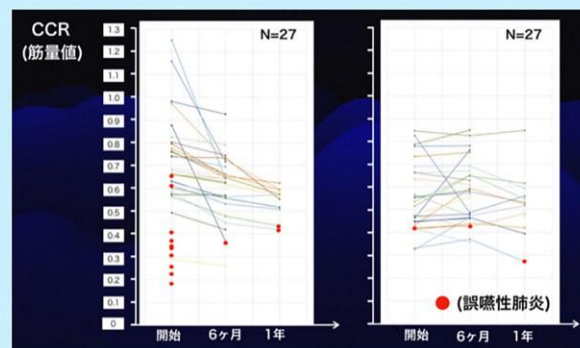 CCR
(筋量値)
1.3
1.2
1.1
1.0
0.9
0.8
0.7
0.6
0.5
0.4
0.3
0.2
0.1
0
N=27
開始
6ヶ月
1年
N=27
(誤嚥性肺炎)
開始
6ヶ月
1年